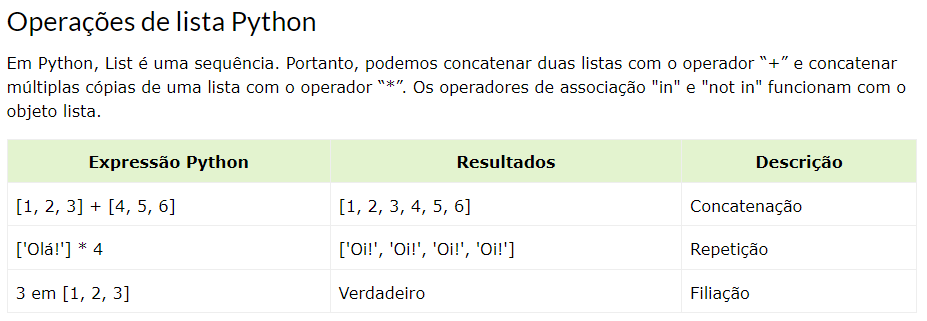 Operações de lista Python
Em Python, List é uma sequência. Portanto, podemos concatenar duas listas com o operador “+” e concatenar
múltiplas cópias de uma lista com o operador “*”. Os operadores de associação "in" e "not in" funcionam com o
objeto lista.
Expressão Python Resultados Descrição
[1, 2, 3] + [4, 5, 6] [1, 2, 3, 4, 5, 6] Concatenação
['Olá!'] * 4 ['Oi!', 'Oi!', 'Oi!', 'Oi!'] Repetição
3 em [1, 2, 3] Verdadeiro Filiação